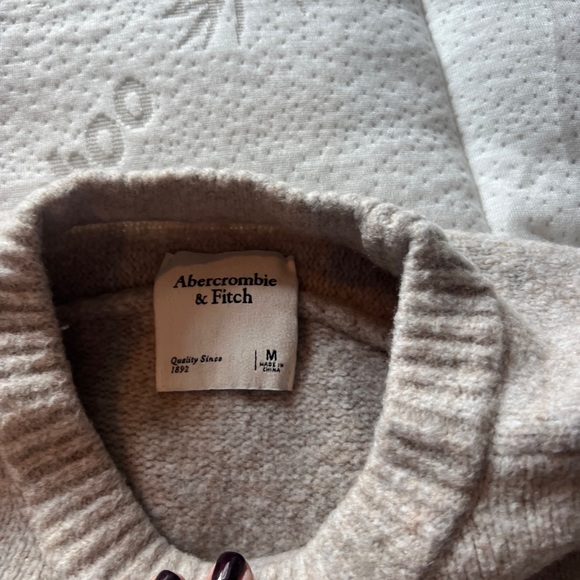 Abercrombie
& Fitch
Quality Since
1892
M
MADE IN
CHINA